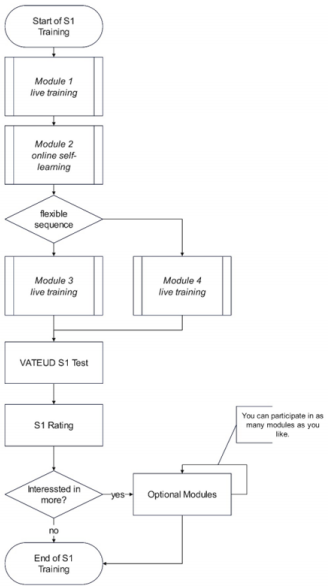 Start of S1
Training
Module 1
live training
Module 2
online self-
learning
flexible
sequence
Module 3
live training
Module 4
live training
VATEUD S1 Test
S1 Rating
You can participate in as
many modules as you
like.
Interessted in
more?
yes
Optional Modules
no
End of S1
Training